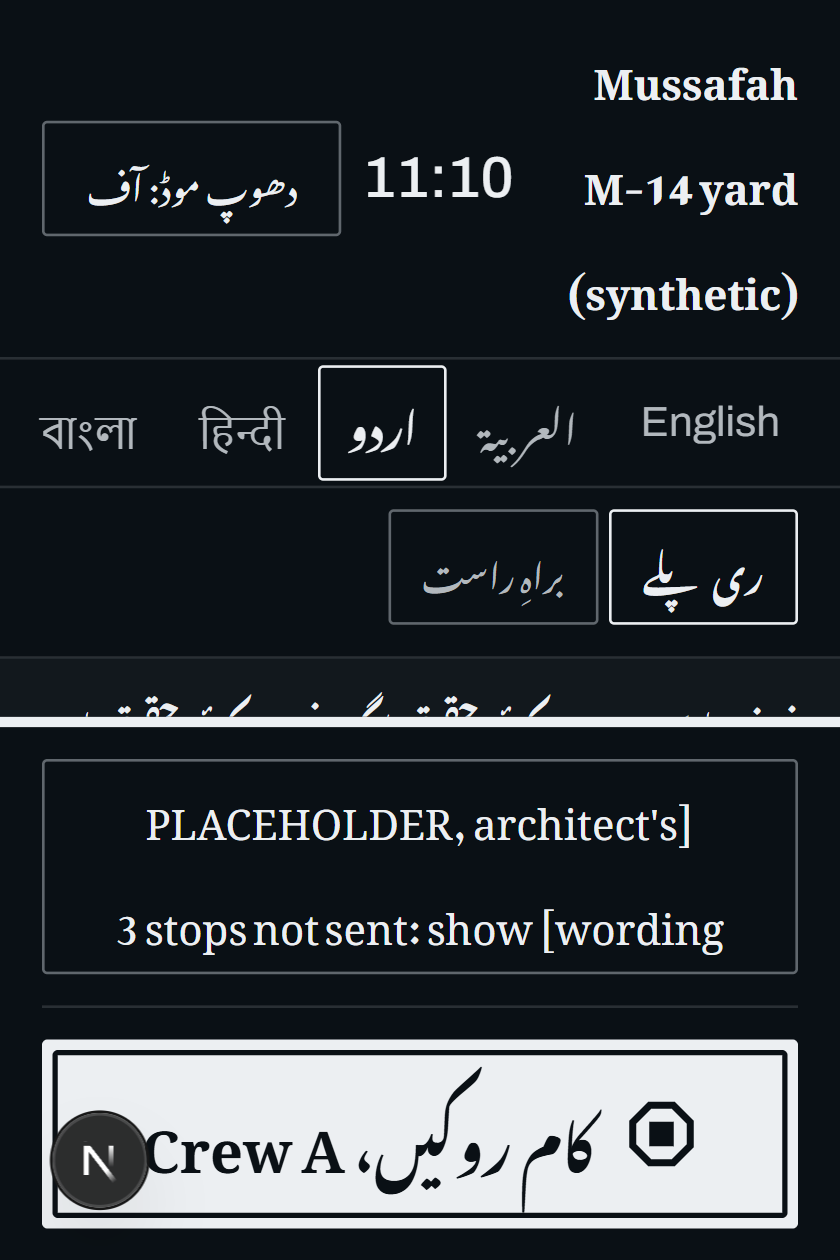 Mussafah
M-14 yard
(synthetic)
11:10
دھوپ موڈ: آف
English
العربية
اردو
हिन्दी
বাংলা
ری پلے
براہِ راست
PLACEHOLDER, architect's]
3 stops not sent: show [wording
کام روکیں، Crew A
N